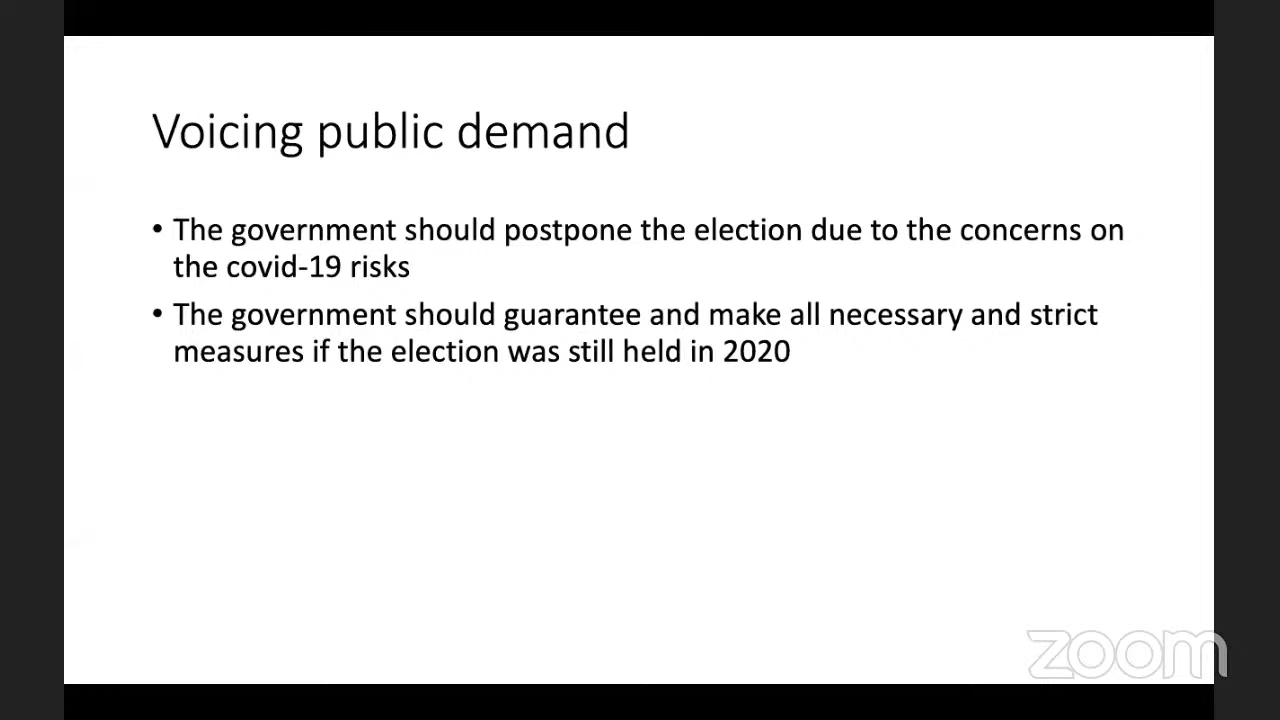 Voicing public demand
• The government should postpone the election due to the concerns on
the covid-19 risks
• The government should guarantee and make all necessary and strict
measures if the election was still held in 2020
zoom